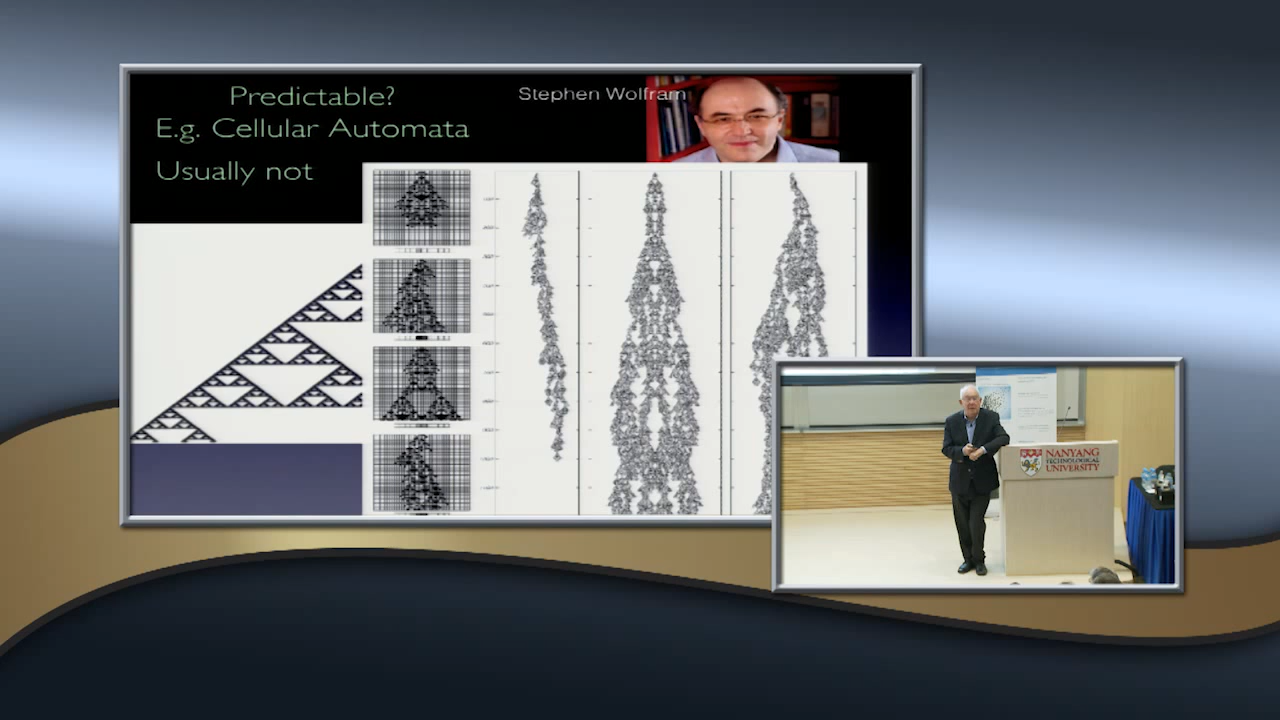 Predictable?
E.g. Cellular Automata
Usually not
Stephen Wolfram
NANYANG
TECHNOLOGICAL
UNIVERSITY